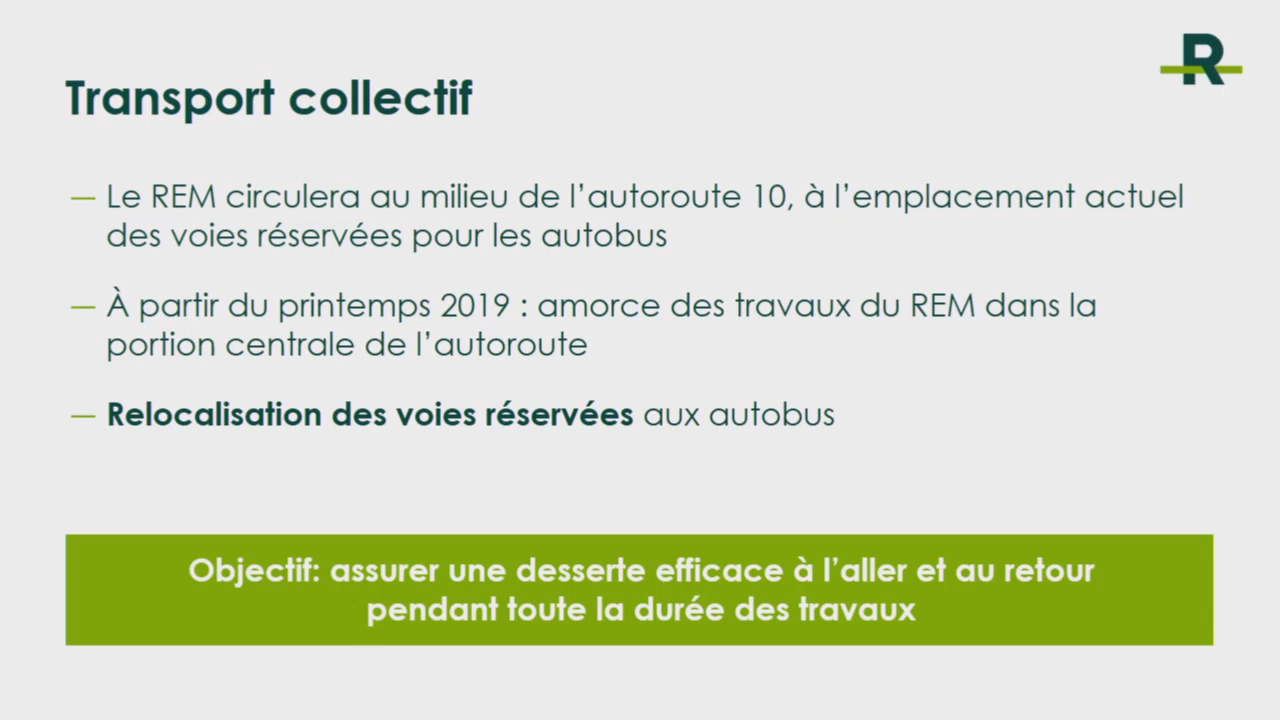 R
Transport collectif
— Le REM circulera au milieu de l’autoroute 10, à l’emplacement actuel
des voies réservées pour les autobus
— À partir du printemps 2019 : amorce des travaux du REM dans la
portion centrale de l’autoroute
— Relocalisation des voies réservées aux autobus
Objectif: assurer une desserte efficace à l’aller et au retour
pendant toute la durée des travaux